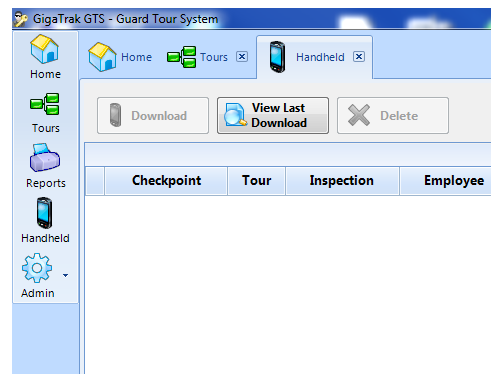 GigaTrak GTS - Guard Tour System
Home Tours Handheld
Home
Tours
Reports
Handheld
Admin
Download View Last Download Delete
Checkpoint Tour Inspection Employee